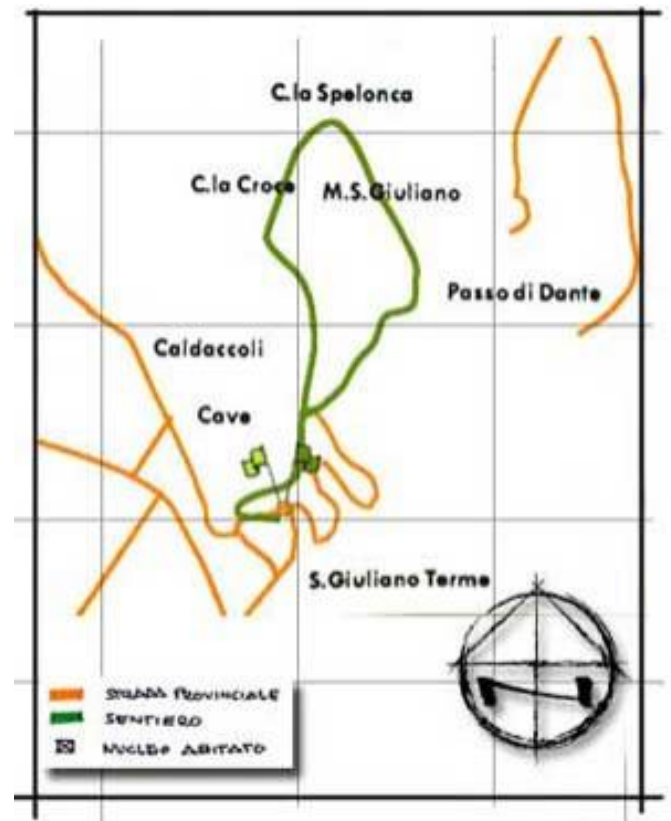 C.la Spelonca
C.la Croce
M.S.Giuliano
Passo di Dante
Caldaccoli
Cave
S.Giuliano Terme
STRADA PROVINCIALE
SENTIERO
NUCLEO ABITATO